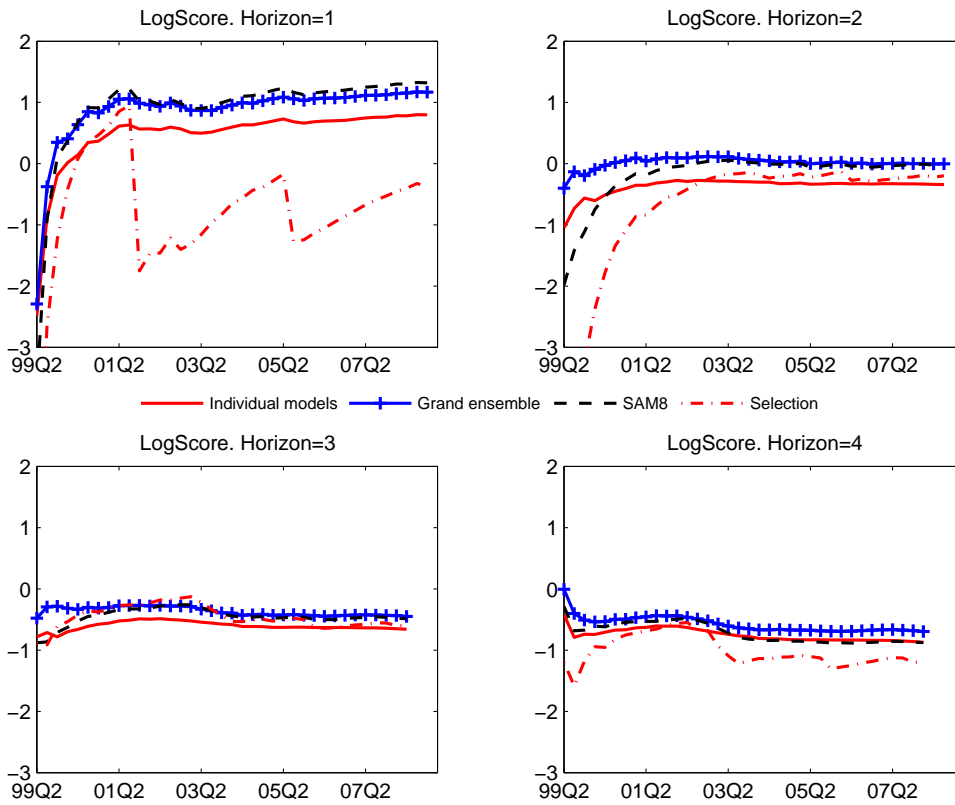 LogScore. Horizon=1
LogScore. Horizon=2
2
1
0
−1
−2
−3
99Q2 01Q2 03Q2 05Q2 07Q2
2
1
0
−1
−2
−3
99Q2 01Q2 03Q2 05Q2 07Q2
Individual models Grand ensemble SAM8 Selection
LogScore. Horizon=3
LogScore. Horizon=4
2
1
0
−1
−2
−3
99Q2 01Q2 03Q2 05Q2 07Q2
2
1
0
−1
−2
−3
99Q2 01Q2 03Q2 05Q2 07Q2